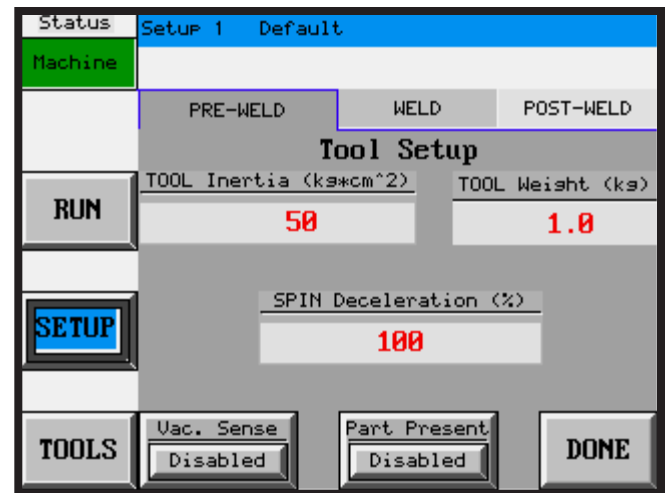 Status
Setup 1 Default
Machine
PRE-WELD WELD POST-WELD
Tool Setup
TOOL Inertia (kg*cm^2) TOOL Weight (kg)
RUN
50 1.0
SPIN Deceleration (%)
SETUP
100
Vac. Sense Part Present
TOOLS Disabled Disabled DONE